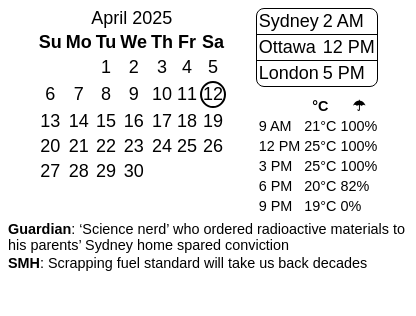 April 2025
Su Mo Tu We Th Fr Sa
1 2 3 4 5
6 7 8 9 10 11 12
13 14 15 16 17 18 19
20 21 22 23 24 25 26
27 28 29 30
Sydney 2 AM
Ottawa 12 PM
London 5 PM
°C ☂
9 AM 21°C 100%
12 PM 25°C 100%
3 PM 25°C 100%
6 PM 20°C 82%
9 PM 19°C 0%
Guardian: ‘Science nerd’ who ordered radioactive materials to
his parents’ Sydney home spared conviction
SMH: Scrapping fuel standard will take us back decades